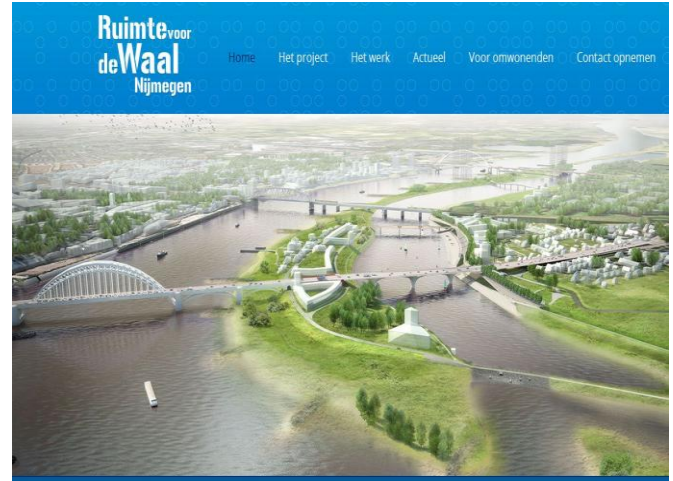 Ruimte voor
de Waal
Nijmegen
Home Het project Het werk Actueel Voor omwonenden Contact opnemen